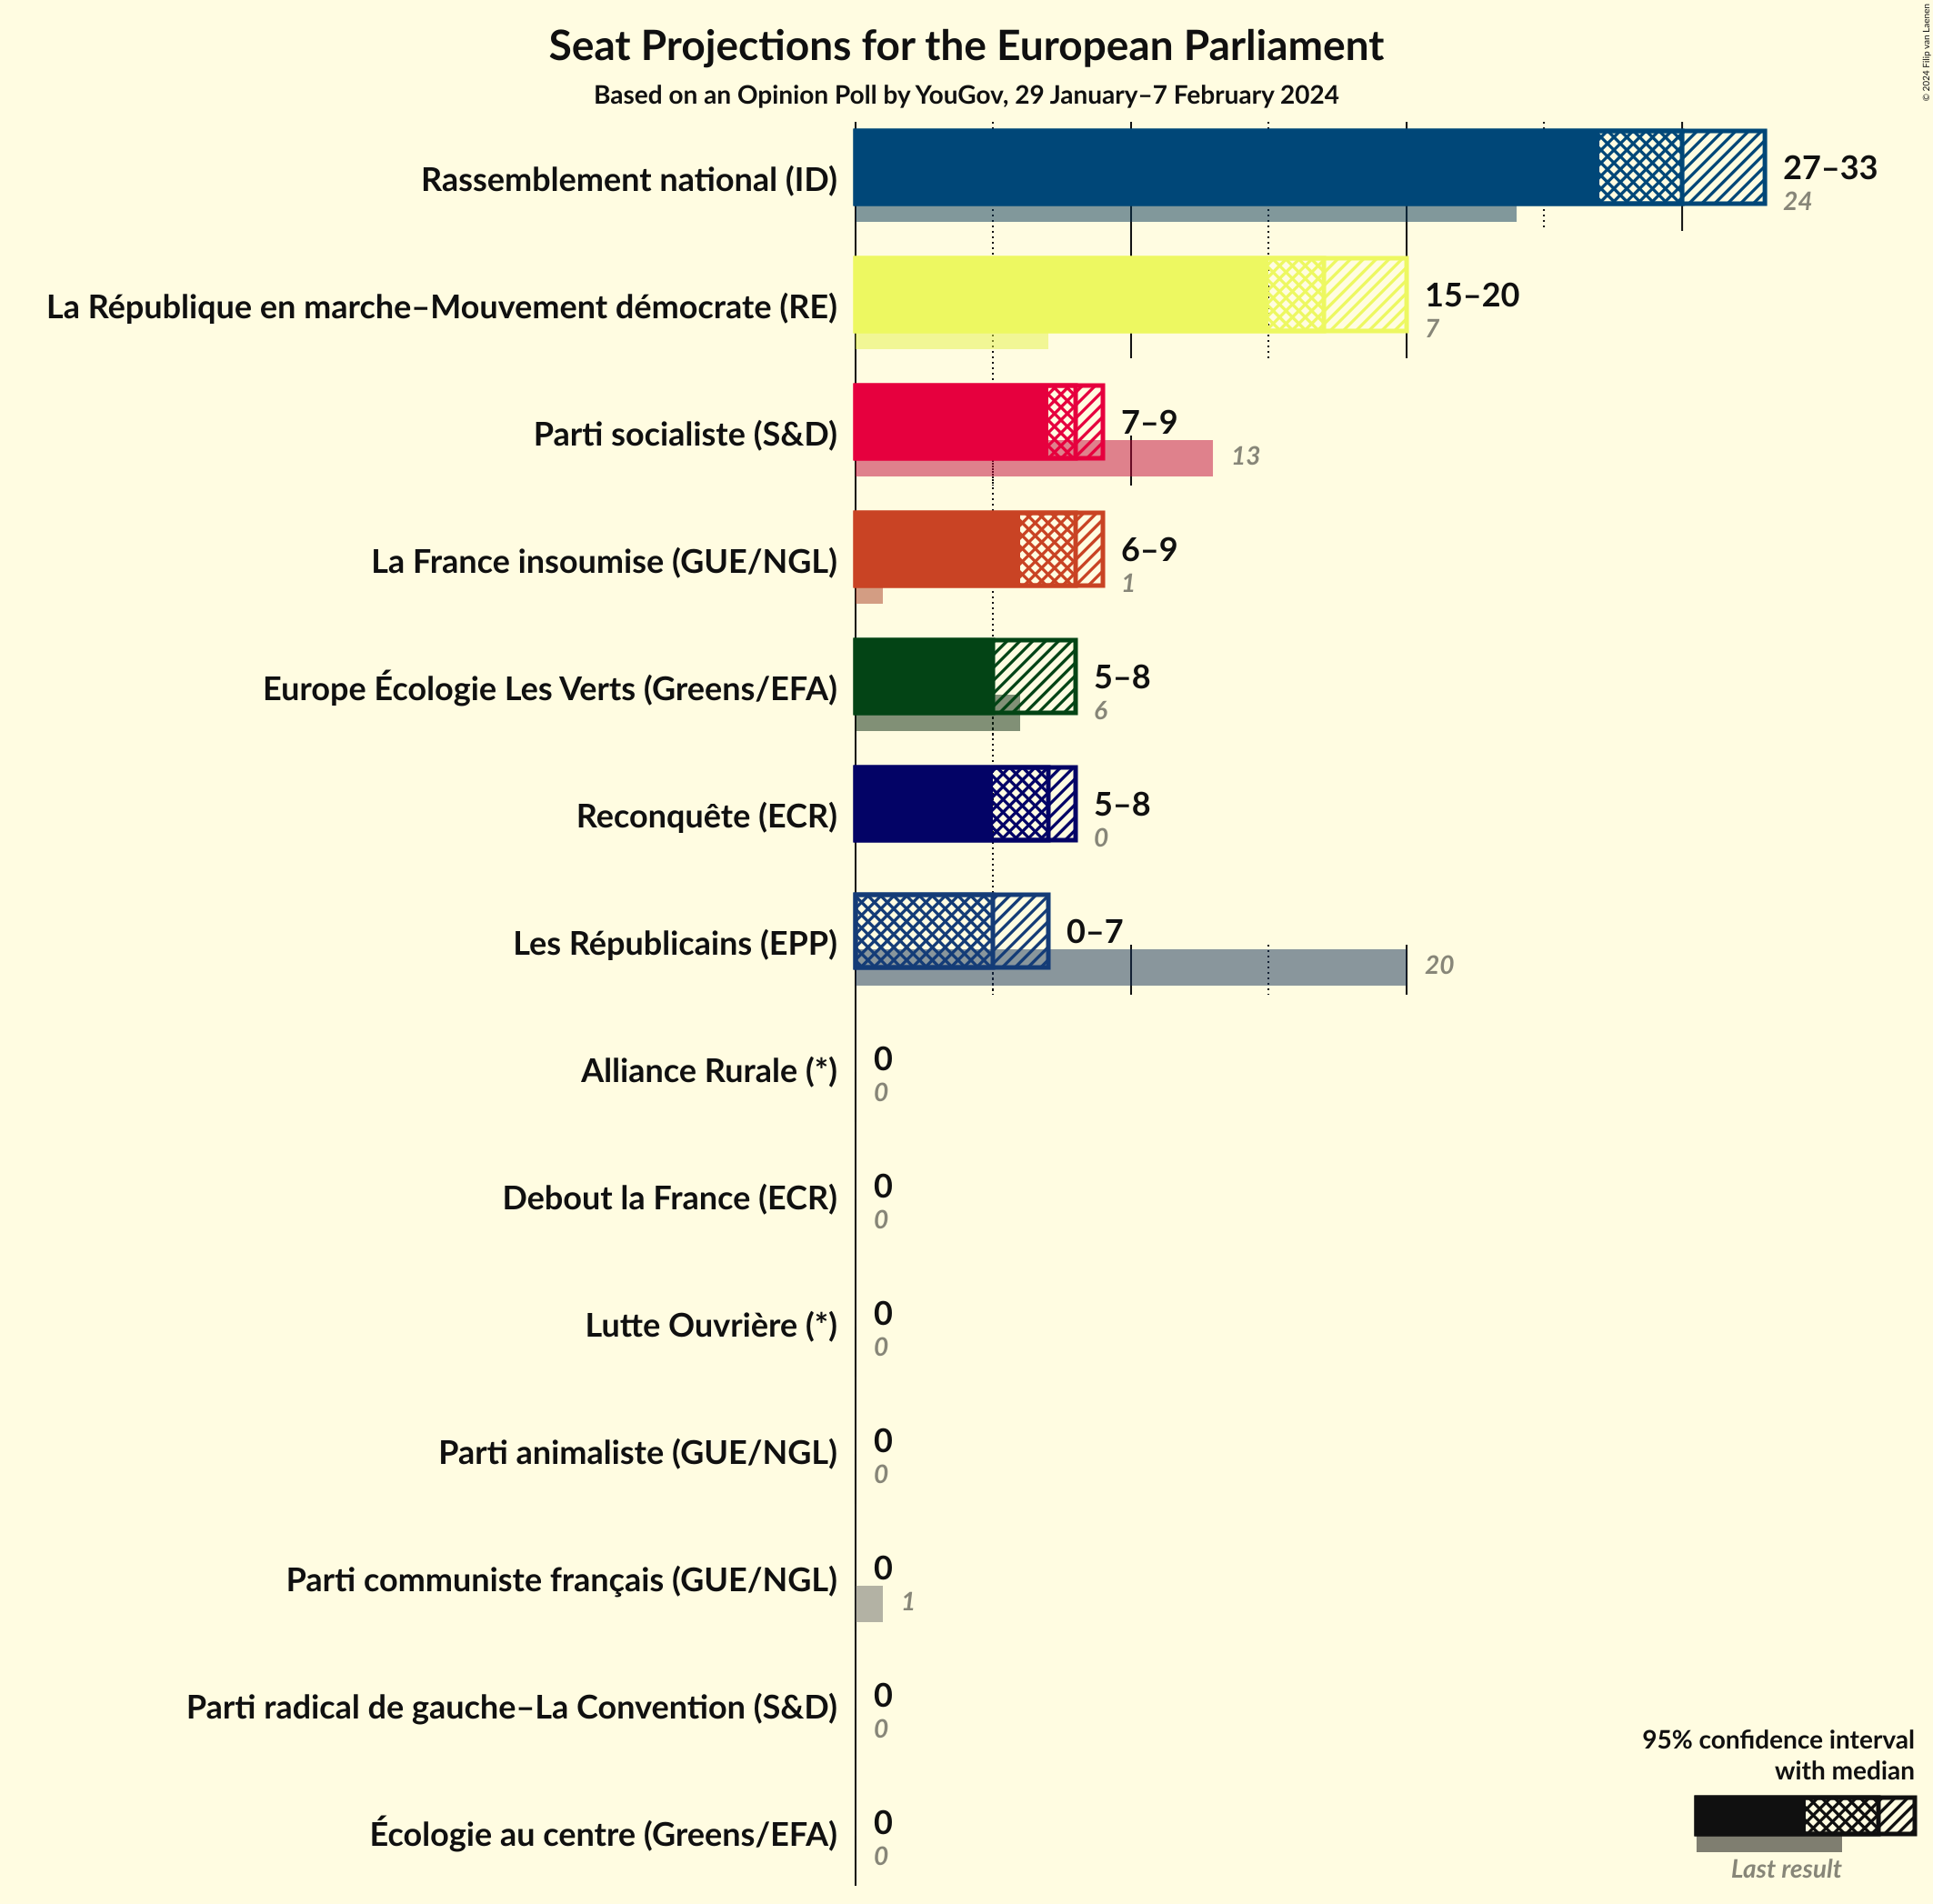 © 2024 Filip van Laenen
Seat Projections for the European Parliament
Based on an Opinion Poll by YouGov, 29 January–7 February 2024
Rassemblement national (ID)
27–33
24
La République en marche–Mouvement démocrate (RE)
15–20
7
Parti socialiste (S&D)
7–9
13
La France insoumise (GUE/NGL)
6–9
1
Europe Écologie Les Verts (Greens/EFA)
5–8
6
Reconquête (ECR)
5–8
0
Les Républicains (EPP)
0–7
20
Alliance Rurale (*)
0
0
Debout la France (ECR)
0
0
Lutte Ouvrière (*)
0
0
Parti animaliste (GUE/NGL)
0
0
Parti communiste français (GUE/NGL)
0
1
Parti radical de gauche–La Convention (S&D)
0
0
Écologie au centre (Greens/EFA)
0
0
95% confidence interval
with median
Last result